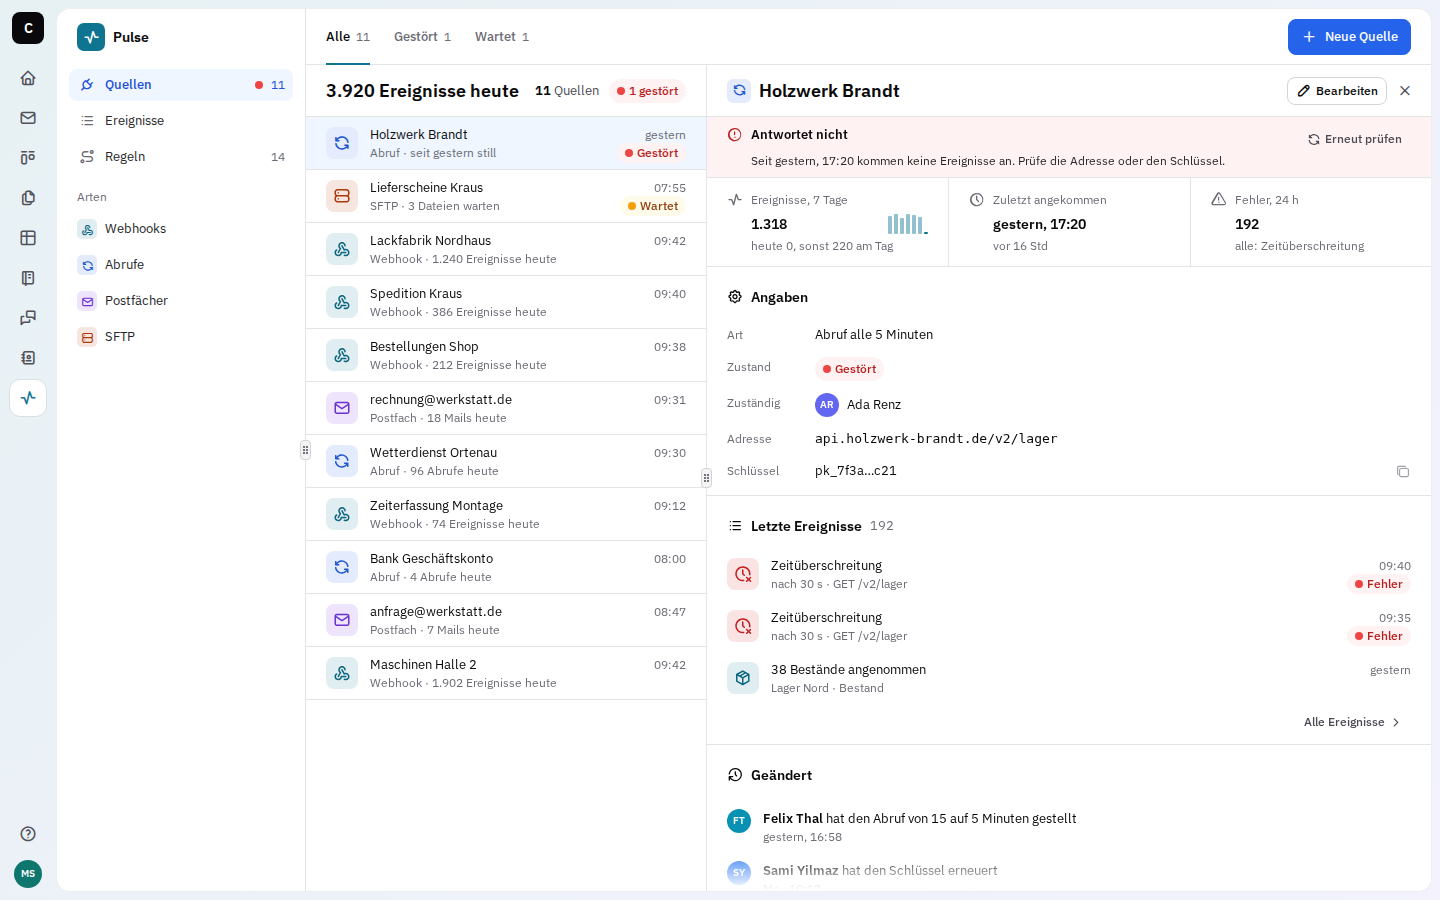 C
Pulse
Quellen 11
Ereignisse
Regeln 14
Arten
Webhooks
Abrufe
Postfächer
SFTP
MS
Alle 11 Gestört 1 Wartet 1
Neue Quelle
3.920 Ereignisse heute 11 Quellen 1 gestört
Holzwerk Brandt gestern
Abruf · seit gestern still Gestört
Lieferscheine Kraus 07:55
SFTP · 3 Dateien warten Wartet
Lackfabrik Nordhaus 09:42
Webhook · 1.240 Ereignisse heute
Spedition Kraus 09:40
Webhook · 386 Ereignisse heute
Bestellungen Shop 09:38
Webhook · 212 Ereignisse heute
rechnung@werkstatt.de 09:31
Postfach · 18 Mails heute
Wetterdienst Ortenau 09:30
Abruf · 96 Abrufe heute
Zeiterfassung Montage 09:12
Webhook · 74 Ereignisse heute
Bank Geschäftskonto 08:00
Abruf · 4 Abrufe heute
anfrage@werkstatt.de 08:47
Postfach · 7 Mails heute
Maschinen Halle 2 09:42
Webhook · 1.902 Ereignisse heute
Holzwerk Brandt Bearbeiten
Antwortet nicht Erneut prüfen
Seit gestern, 17:20 kommen keine Ereignisse an. Prüfe die Adresse oder den Schlüssel.
Ereignisse, 7 Tage
1.318
heute 0, sonst 220 am Tag
Zuletzt angekommen
gestern, 17:20
vor 16 Std
Fehler, 24 h
192
alle: Zeitüberschreitung
Angaben
Art Abruf alle 5 Minuten
Zustand Gestört
Zuständig AR Ada Renz
Adresse api.holzwerk-brandt.de/v2/lager
Schlüssel pk_7f3a…c21
Letzte Ereignisse 192
Zeitüberschreitung 09:40
nach 30 s · GET /v2/lager Fehler
Zeitüberschreitung 09:35
nach 30 s · GET /v2/lager Fehler
38 Bestände angenommen gestern
Lager Nord · Bestand
Alle Ereignisse
Geändert
FT Felix Thal hat den Abruf von 15 auf 5 Minuten gestellt
gestern, 16:58
SY Sami Yilmaz hat den Schlüssel erneuert